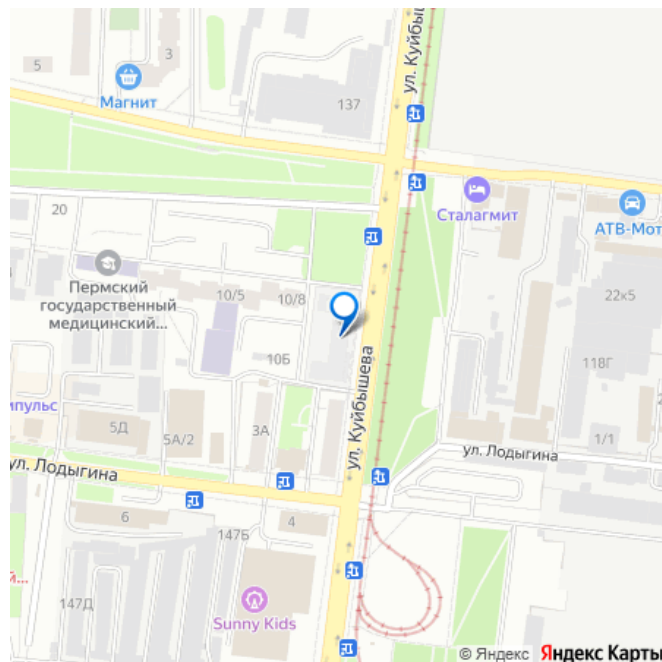 ул. Куйбышева
3
5
Магнит
137
20
Сталагмит
АТВ-Мот
Пермский
государственный
медицинский...
10/5
10/8
22к5
10Б
118Г
ул. Куйбышева
ипульс
5Д
5А/2
3А
1/1
2
ул. Лодыгина
ул. Лодыгина
6
147Б
4
й...
147Д
Sunny Kids
© Яндекс Яндекс Карты